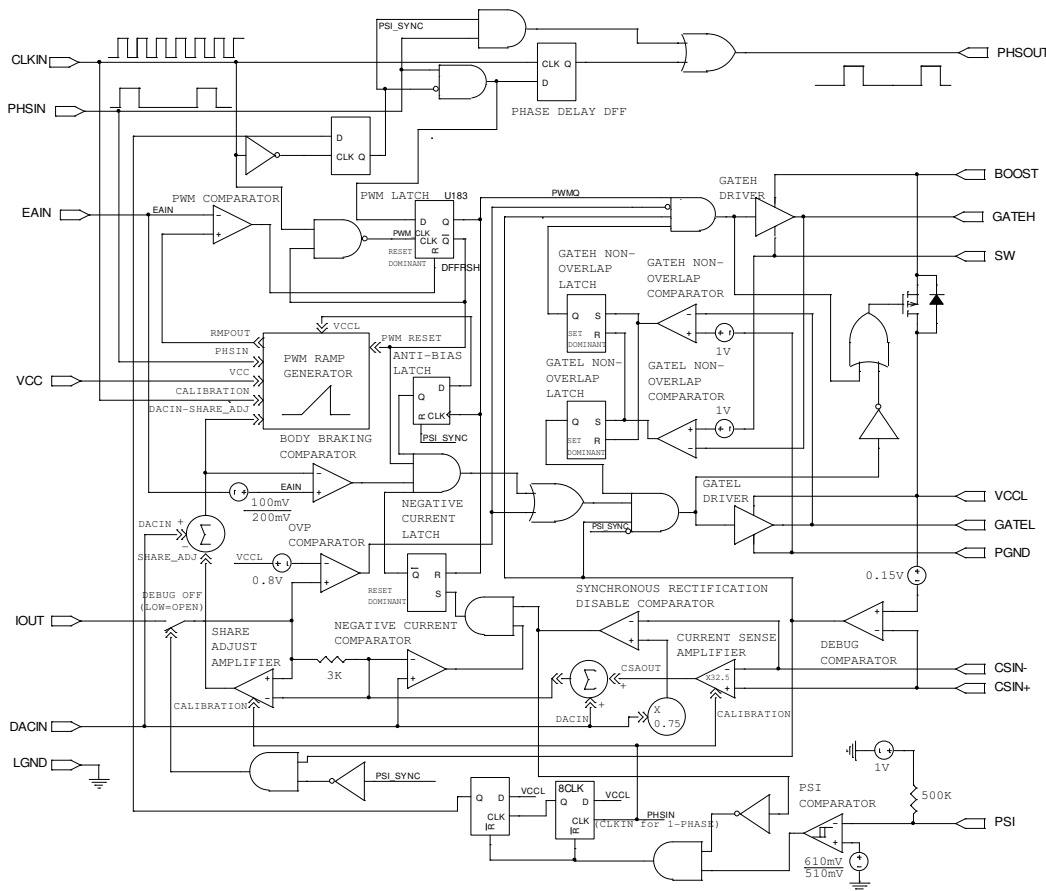 PSI_SYNC
CLKIN
PHSOUT
CLK Q
D
PHASE DELAY DFF
PHSIN
D
CLK Q
GATEH
DRIVER
BOOST
PWM COMPARATOR
PWM LATCH
U183
PWMQ
EAIN
EAIN
D Q
PWM CLK
CLK Q
R
RESET
DOMINANT
DFFRSH
GATEH
SW
GATEH NON-
OVERLAP
LATCH
GATEH NON-
OVERLAP
COMPARATOR
Q S
R
SET
DOMINANT
1V
VCCL
RMPOUT
PHSIN
VCC
CALIBRATION
DACIN-SHARE_ADJ
PWM RAMP
GENERATOR
PWM RESET
ANTI-BIAS
LATCH
Q D
R CLK
PSI_SYNC
VCC
GATEL NON-
OVERLAP
LATCH
GATEL NON-
OVERLAP
COMPARATOR
1V
Q S
R
SET
DOMINANT
BODY BRAKING
COMPARATOR
EAIN
100mV
200mV
NEGATIVE
CURRENT
LATCH
GATEL
DRIVER
PSI_SYNC
VCCL
GATEL
PGND
DACIN
Σ
SHARE_ADJ
OVP
COMPARATOR
VCCL
0.8V
Q R
S
RESET
DOMINANT
SYNCHRONOUS RECTIFICATION
DISABLE COMPARATOR
0.15V
DEBUG OFF
(LOW=OPEN)
IOUT
SHARE
ADJUST
AMPLIFIER
NEGATIVE CURRENT
COMPARATOR
3K
CURRENT SENSE
AMPLIFIER
DEBUG
COMPARATOR
CSAOUT
Σ
X32.5
CSIN-
CSIN+
CALIBRATION
DACIN
X
0.75
CALIBRATION
DACIN
LGND
PSI_SYNC
1V
500K
Q D
CLK
R
VCCL
8CLK
Q D
CLK
R
VCCL
PHSIN
(CLKIN for 1-PHASE)
PSI
COMPARATOR
PSI
610mV
510mV